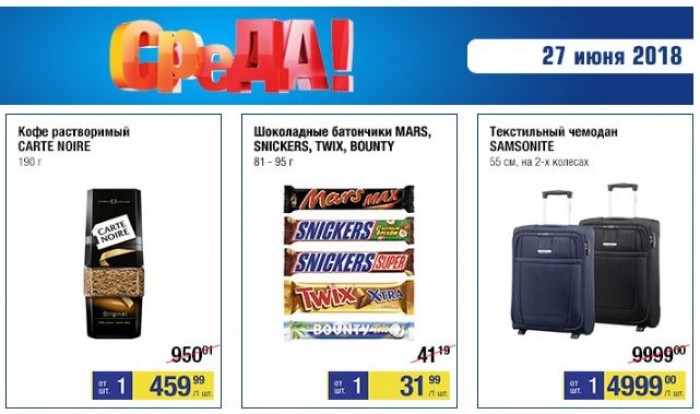 СреДА!
27 июня 2018
Кофе растворимый
CARTE NOIRE
190 г
CARTE
NOIRE
Original
950 01
от 1 шт.
459 99
/1 шт.
Шоколадные батончики MARS,
SNICKERS, TWIX, BOUNTY
81 - 95 г
Mars MAX
SNICKERS
SNICKERS SUPER
TWIX XTRA
BOUNTY
41 19
от 1 шт.
31 99
/1 шт.
Текстильный чемодан
SAMSONITE
55 см, на 2-х колесах
9999 00
от 1 шт.
4999 00
/1 шт.